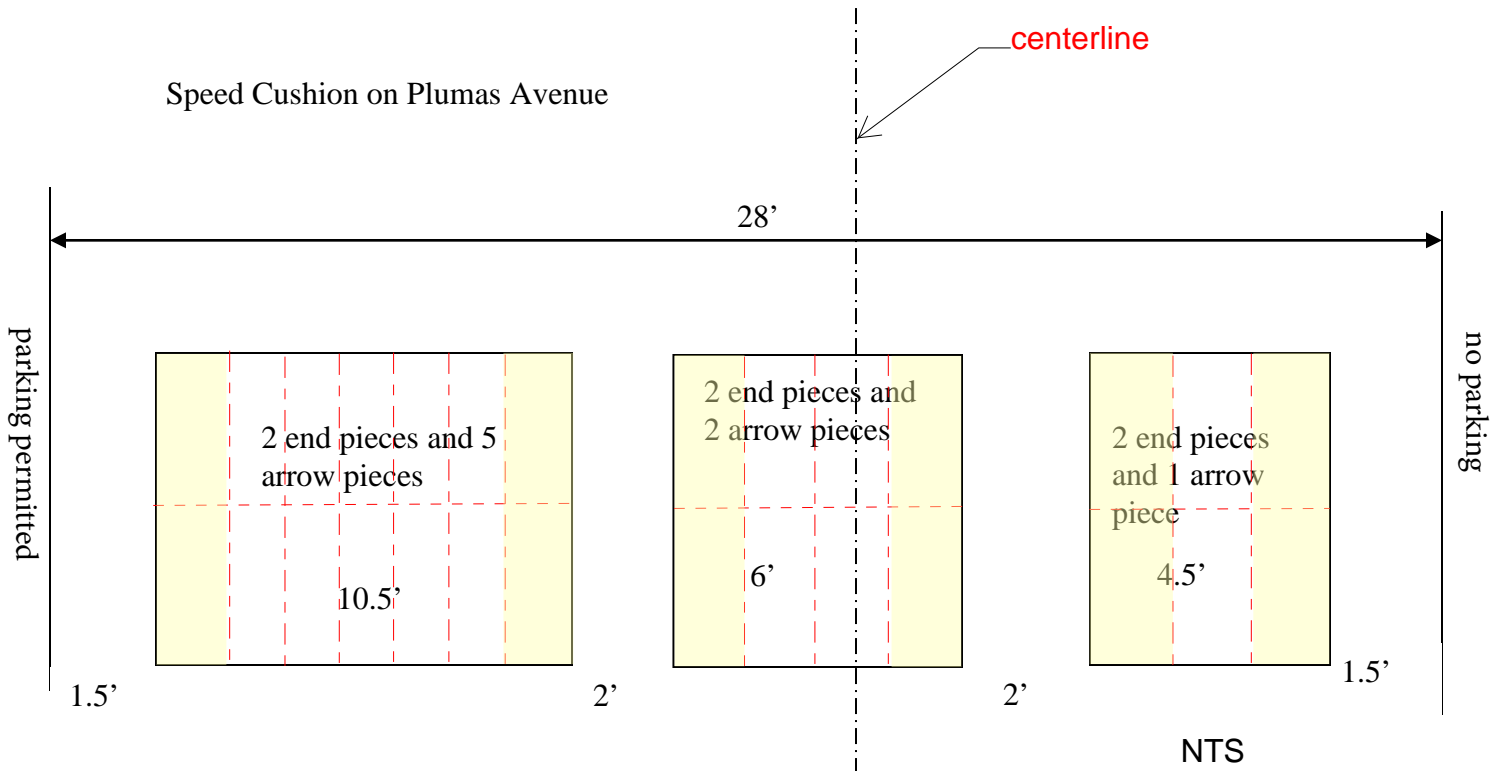 centerline
Speed Cushion on Plumas Avenue
28’
parking permitted
no parking
2 end pieces and 5
arrow pieces
10.5’
2 end pieces and
2 arrow pieces
6’
2 end pieces
and 1 arrow
piece
4.5’
1.5’
2’
2’
1.5’
NTS